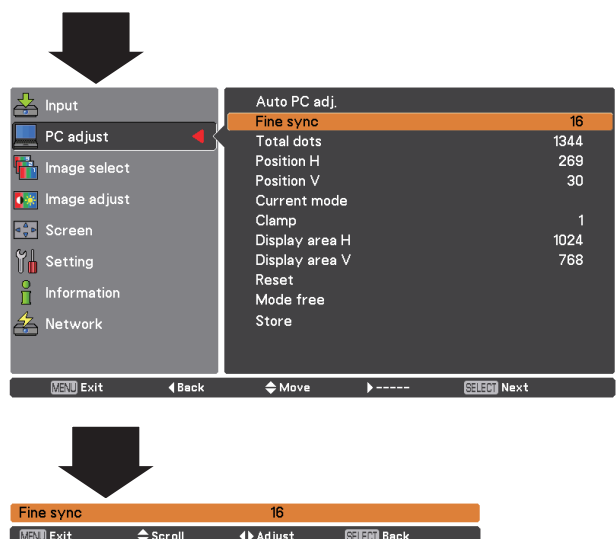 Input
PC adjust
Image select
Image adjust
Screen
Setting
Information
Network
Auto PC adj.
Fine sync 16
Total dots 1344
Position H 269
Position V 30
Current mode
Clamp 1
Display area H 1024
Display area V 768
Reset
Mode free
Store
MENU Exit Back Move ----- SELECT Next
Fine sync 16
MENU Exit Scroll Adjust SELECT Back